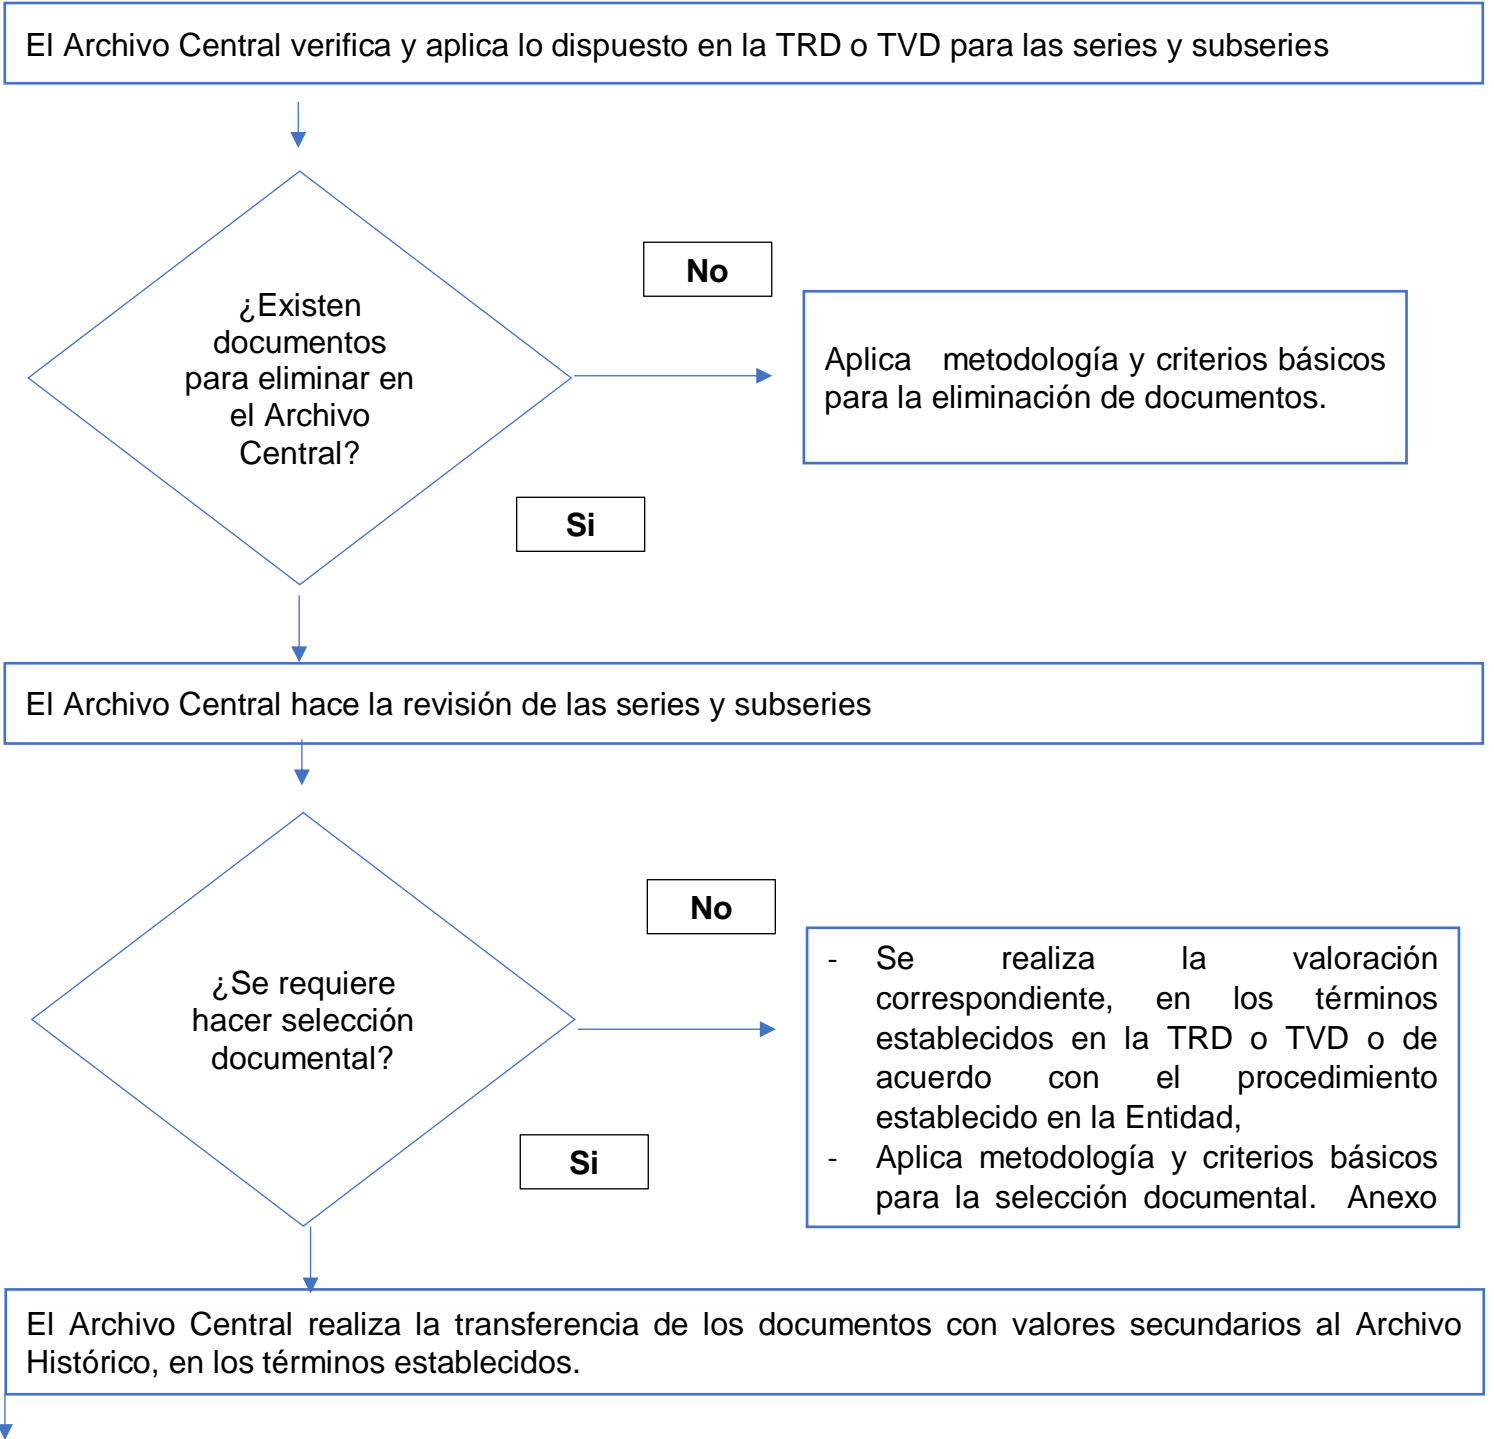 El Archivo Central verifica y aplica lo dispuesto en la TRD o TVD para las series y subseries
¿Existen
documentos
para eliminar en
el Archivo
Central?
No
Aplica metodología y criterios básicos
para la eliminación de documentos.
Si
El Archivo Central hace la revisión de las series y subseries
¿Se requiere
hacer selección
documental?
No
- Se realiza la valoración
correspondiente, en los términos
establecidos en la TRD o TVD o de
acuerdo con el procedimiento
establecido en la Entidad,
- Aplica metodología y criterios básicos
para la selección documental. Anexo
Si
El Archivo Central realiza la transferencia de los documentos con valores secundarios al Archivo
Histórico, en los términos establecidos.